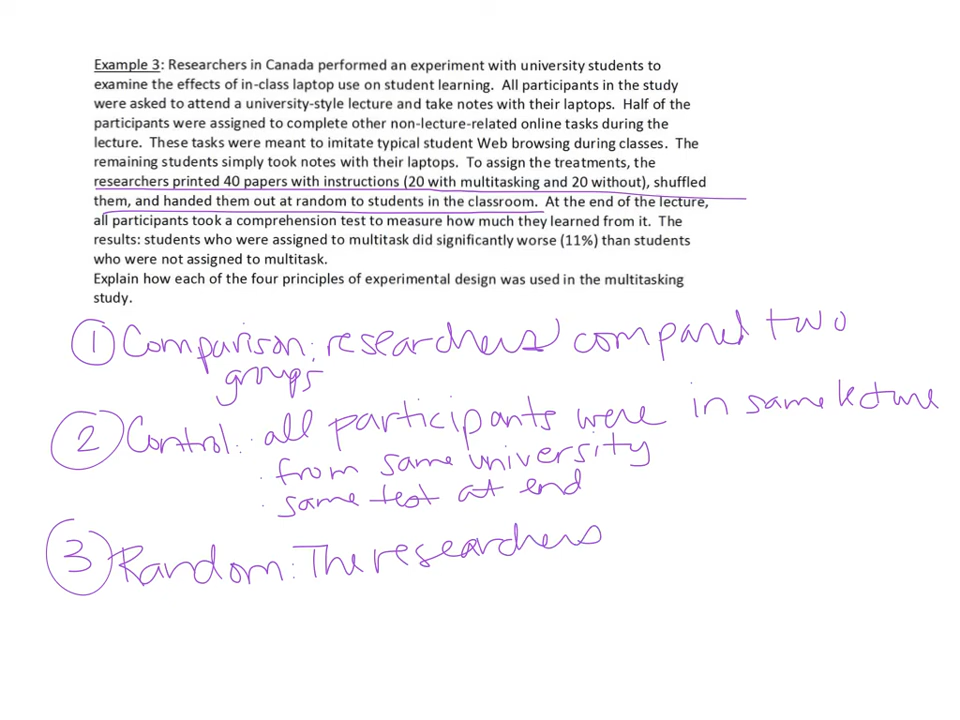 Example 3: Researchers in Canada performed an experiment with university students to
examine the effects of in-class laptop use on student learning. All participants in the study
were asked to attend a university-style lecture and take notes with their laptops. Half of the
participants were assigned to complete other non-lecture-related online tasks during the
lecture. These tasks were meant to imitate typical student Web browsing during classes. The
remaining students simply took notes with their laptops. To assign the treatments, the
researchers printed 40 papers with instructions (20 with multitasking and 20 without), shuffled
them, and handed them out at random to students in the classroom. At the end of the lecture,
all participants took a comprehension test to measure how much they learned from it. The
results: students who were assigned to multitask did significantly worse (11%) than students
who were not assigned to multitask.
Explain how each of the four principles of experimental design was used in the multitasking
study.
① Comparison: researchers compared two
groups
② Control: all participants were in same lecture
· from same university
· same test at end
③ Random: The researchers